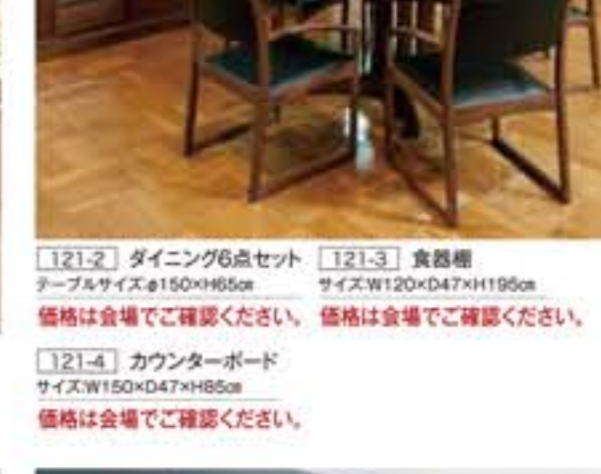 121-2 ダイニング6点セット
テーブルサイズ:φ150×H65㎝
価格は会場でご確認ください。
121-3 食器棚
サイズ:W120×D47×H195㎝
価格は会場でご確認ください。
121-4 カウンターボード
サイズ:W150×D47×H85㎝
価格は会場でご確認ください。